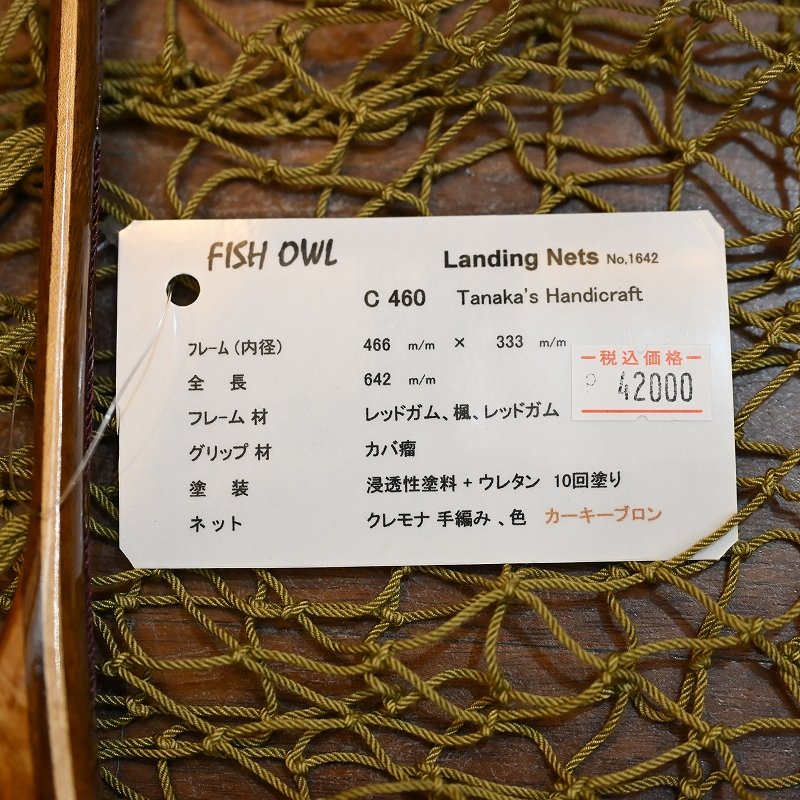 FISH OWL Landing Nets No,1642
C 460 Tanaka's Handicraft
フレーム(内径) 466 m/m × 333 m/m
税込価格
42000
全 長 642 m/m
フレーム 材 レッドガム、楓、レッドガム
グリップ 材 カバ瘤
塗 装 浸透性塗料 + ウレタン 10回塗り
ネット クレモナ 手編み 、色 カーキーブロン